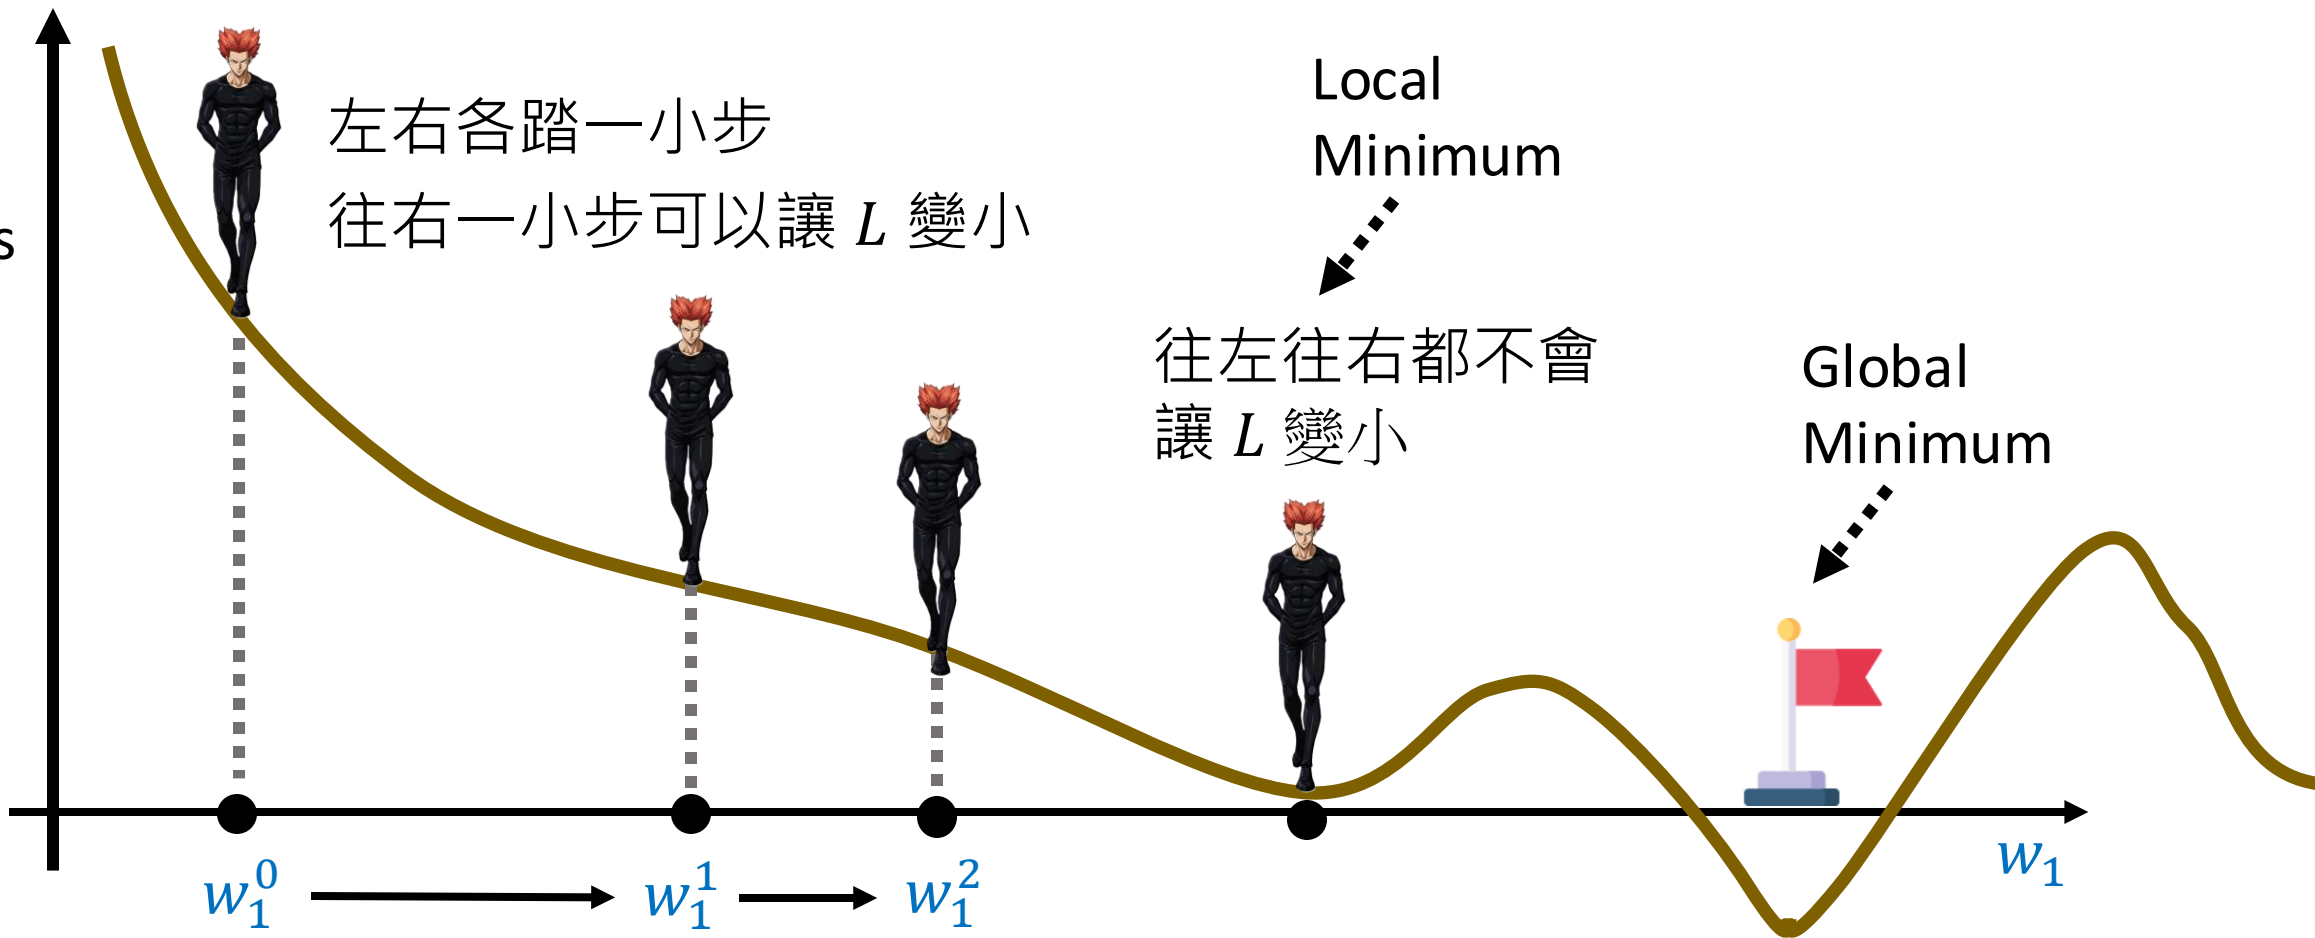 左右各踏一小步
往右一小步可以讓 L 變小
s
Local
Minimum
往左往右都不會
讓 L 變小
Global
Minimum
w₁⁰
w₁¹
w₁²
w₁